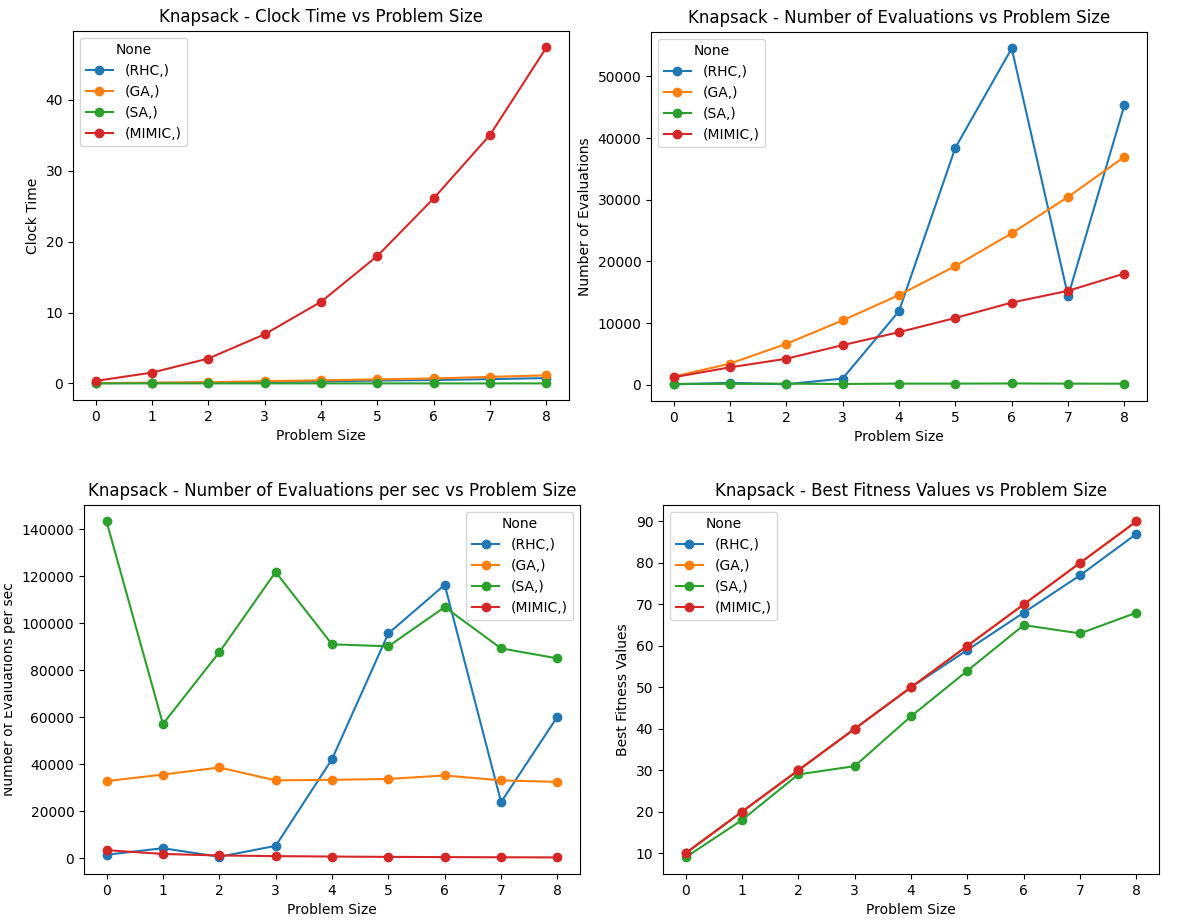 Knapsack - Clock Time vs Problem Size
None
(RHC,)
(GA,)
(SA,)
(MIMIC,)
Clock Time
40
30
20
10
0
0 1 2 3 4 5 6 7 8
Problem Size
Knapsack - Number of Evaluations vs Problem Size
None
(RHC,)
(GA,)
(SA,)
(MIMIC,)
Number of Evaluations
50000
40000
30000
20000
10000
0
0 1 2 3 4 5 6 7 8
Problem Size
Knapsack - Number of Evaluations per sec vs Problem Size
None
(RHC,)
(GA,)
(SA,)
(MIMIC,)
Number of Evaluations per sec
140000
120000
100000
80000
60000
40000
20000
0
0 1 2 3 4 5 6 7 8
Problem Size
Knapsack - Best Fitness Values vs Problem Size
None
(RHC,)
(GA,)
(SA,)
(MIMIC,)
Best Fitness Values
90
80
70
60
50
40
30
20
10
0 1 2 3 4 5 6 7 8
Problem Size